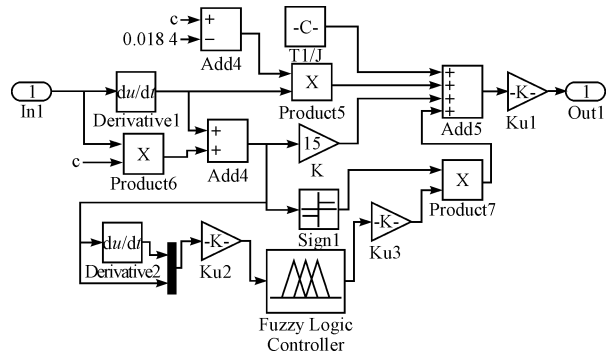 c
+
0.018 4
−
Add4
-C-
T1/J
1
In1
du/dt
Derivative1
X
Product5
+
+
+
+
Add5
-K-
Ku1
1
Out1
c
X
Product6
+
+
Add4
15
K
Sign1
X
Product7
-K-
Ku3
du/dt
Derivative2
-K-
Ku2
Fuzzy Logic
Controller